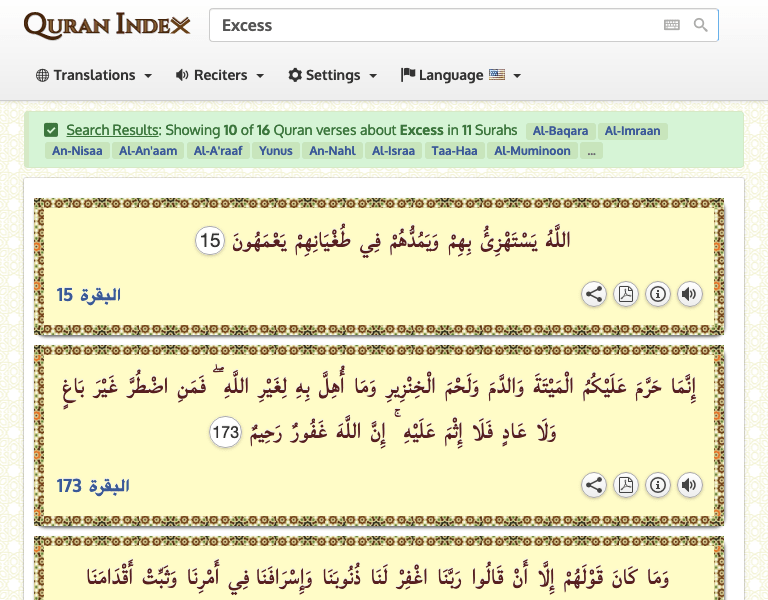 QURAN INDEX
Excess
Translations Reciters Settings Language
Search Results: Showing 10 of 16 Quran verses about Excess in 11 Surahs Al-Baqara Al-Imraan
An-Nisaa Al-An'aam Al-A'raaf Yunus An-Nahl Al-Israa Taa-Haa Al-Muminoon ...
اللَّهُ يَسْتَهْزِئُ بِهِمْ وَيَمُدُّهُمْ فِي طُغْيَانِهِمْ يَعْمَهُونَ 15
البقرة 15
إِنَّمَا حَرَّمَ عَلَيْكُمُ الْمَيْتَةَ وَالدَّمَ وَلَحْمَ الْخِنْزِيرِ وَمَا أُهِلَّ بِهِ لِغَيْرِ اللَّهِ ۖ فَمَنِ اضْطُرَّ غَيْرَ بَاغٍ
وَلَا عَادٍ فَلَا إِثْمَ عَلَيْهِ ۚ إِنَّ اللَّهَ غَفُورٌ رَحِيمٌ 173
البقرة 173
وَمَا كَانَ قَوْلَهُمْ إِلَّا أَنْ قَالُوا رَبَّنَا اغْفِرْ لَنَا ذُنُوبَنَا وَإِسْرَافَنَا فِي أَمْرِنَا وَثَبِّتْ أَقْدَامَنَا